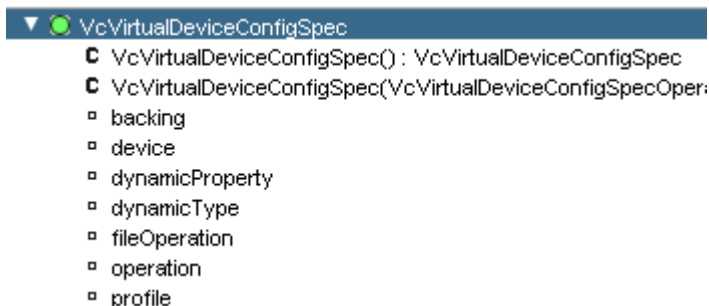 VcVirtualDeviceConfigSpec
C VcVirtualDeviceConfigSpec() : VcVirtualDeviceConfigSpec
C VcVirtualDeviceConfigSpec(VcVirtualDeviceConfigSpecOpera
backing
device
dynamicProperty
dynamicType
fileOperation
operation
profile